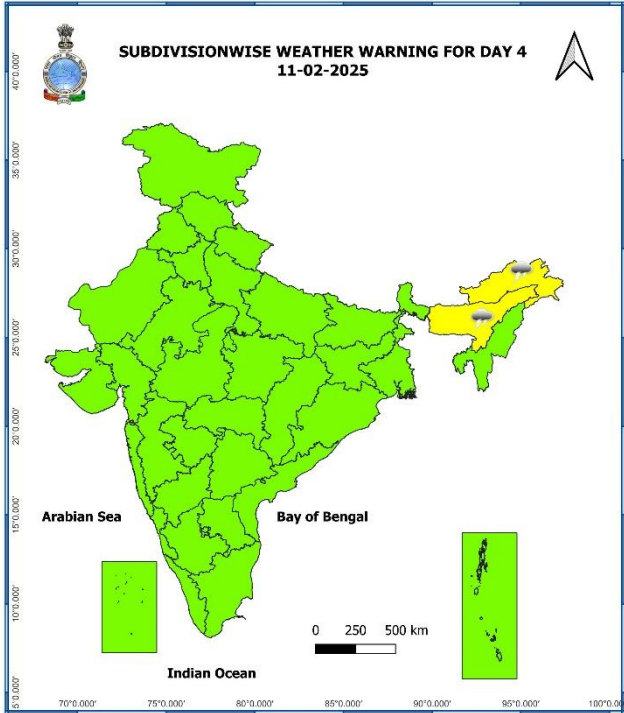 SUBDIVISIONWISE WEATHER WARNING FOR DAY 4
11-02-2025
40°0.000'
35°0.000'
30°0.000'
25°0.000'
20°0.000'
15°0.000'
10°0.000'
5°0.000'
Arabian Sea
Bay of Bengal
0 250 500 km
Indian Ocean
70°0.000' 75°0.000' 80°0.000' 85°0.000' 90°0.000' 95°0.000' 100°0.0